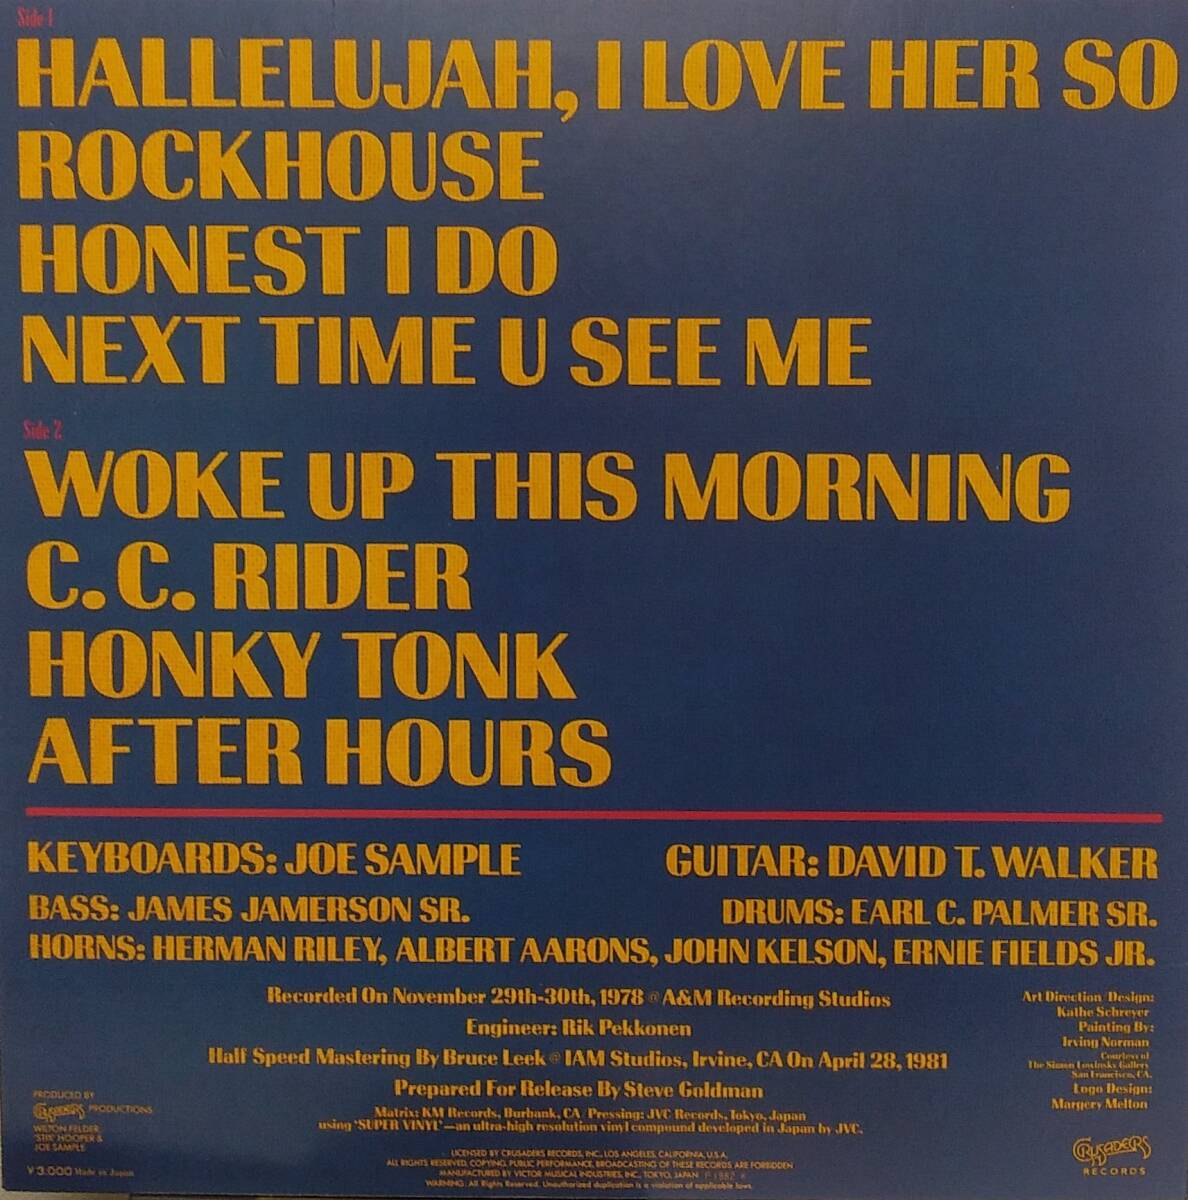 Side 1
HALLELUJAH, I LOVE HER SO
ROCKHOUSE
HONEST I DO
NEXT TIME U SEE ME
Side 2
WOKE UP THIS MORNING
C. C. RIDER
HONKY TONK
AFTER HOURS
KEYBOARDS: JOE SAMPLE
GUITAR: DAVID T. WALKER
BASS: JAMES JAMERSON SR.
DRUMS: EARL C. PALMER SR.
HORNS: HERMAN RILEY, ALBERT AARONS, JOHN KELSON, ERNIE FIELDS JR.
Recorded On November 29th-30th, 1978 @ A&M Recording Studios
Engineer: Rik Pekkonen
Half Speed Mastering By Bruce Leek @ IAM Studios, Irvine, CA On April 28, 1981
Prepared For Release By Steve Goldman
Matrix: KM Records, Burbank, CA/Pressing: JVC Records, Tokyo, Japan
using 'SUPER VINYL'—an ultra-high resolution vinyl compound developed in Japan by JVC.
Art Direction/Design:
Kathe Schreyer
Painting By:
Irving Norman
Courtesy of
The Simon Lowinsky Gallery
San Francisco, CA.
Logo Design:
Margery Melton
PRODUCED BY
CRUSADERS PRODUCTIONS
WILTON FELDER,
'STIX' HOOPER &
JOE SAMPLE
¥3,000 Made in Japan
LICENSED BY CRUSADERS RECORDS, INC., LOS ANGELES, CALIFORNIA, U.S.A.
ALL RIGHTS RESERVED, COPYING, PUBLIC PERFORMANCE, BROADCASTING OF THESE RECORDS ARE FORBIDDEN
MANUFACTURED BY VICTOR MUSICAL INDUSTRIES, INC., TOKYO, JAPAN P 1982
WARNING: All Rights Reserved. Unauthorized duplication is a violation of applicable laws.
CRUSADERS
RECORDS